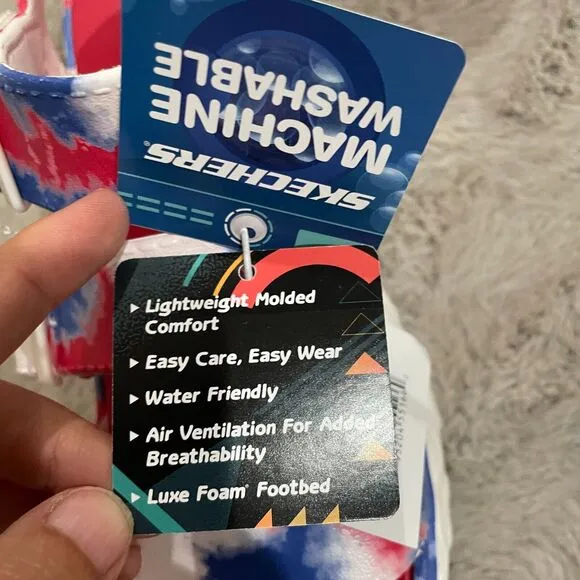 SKECHERS®
MACHINE
WASHABLE
▸ Lightweight Molded
Comfort
▸ Easy Care, Easy Wear
▸ Water Friendly
▸ Air Ventilation For Added
Breathability
▸ Luxe Foam® Footbed